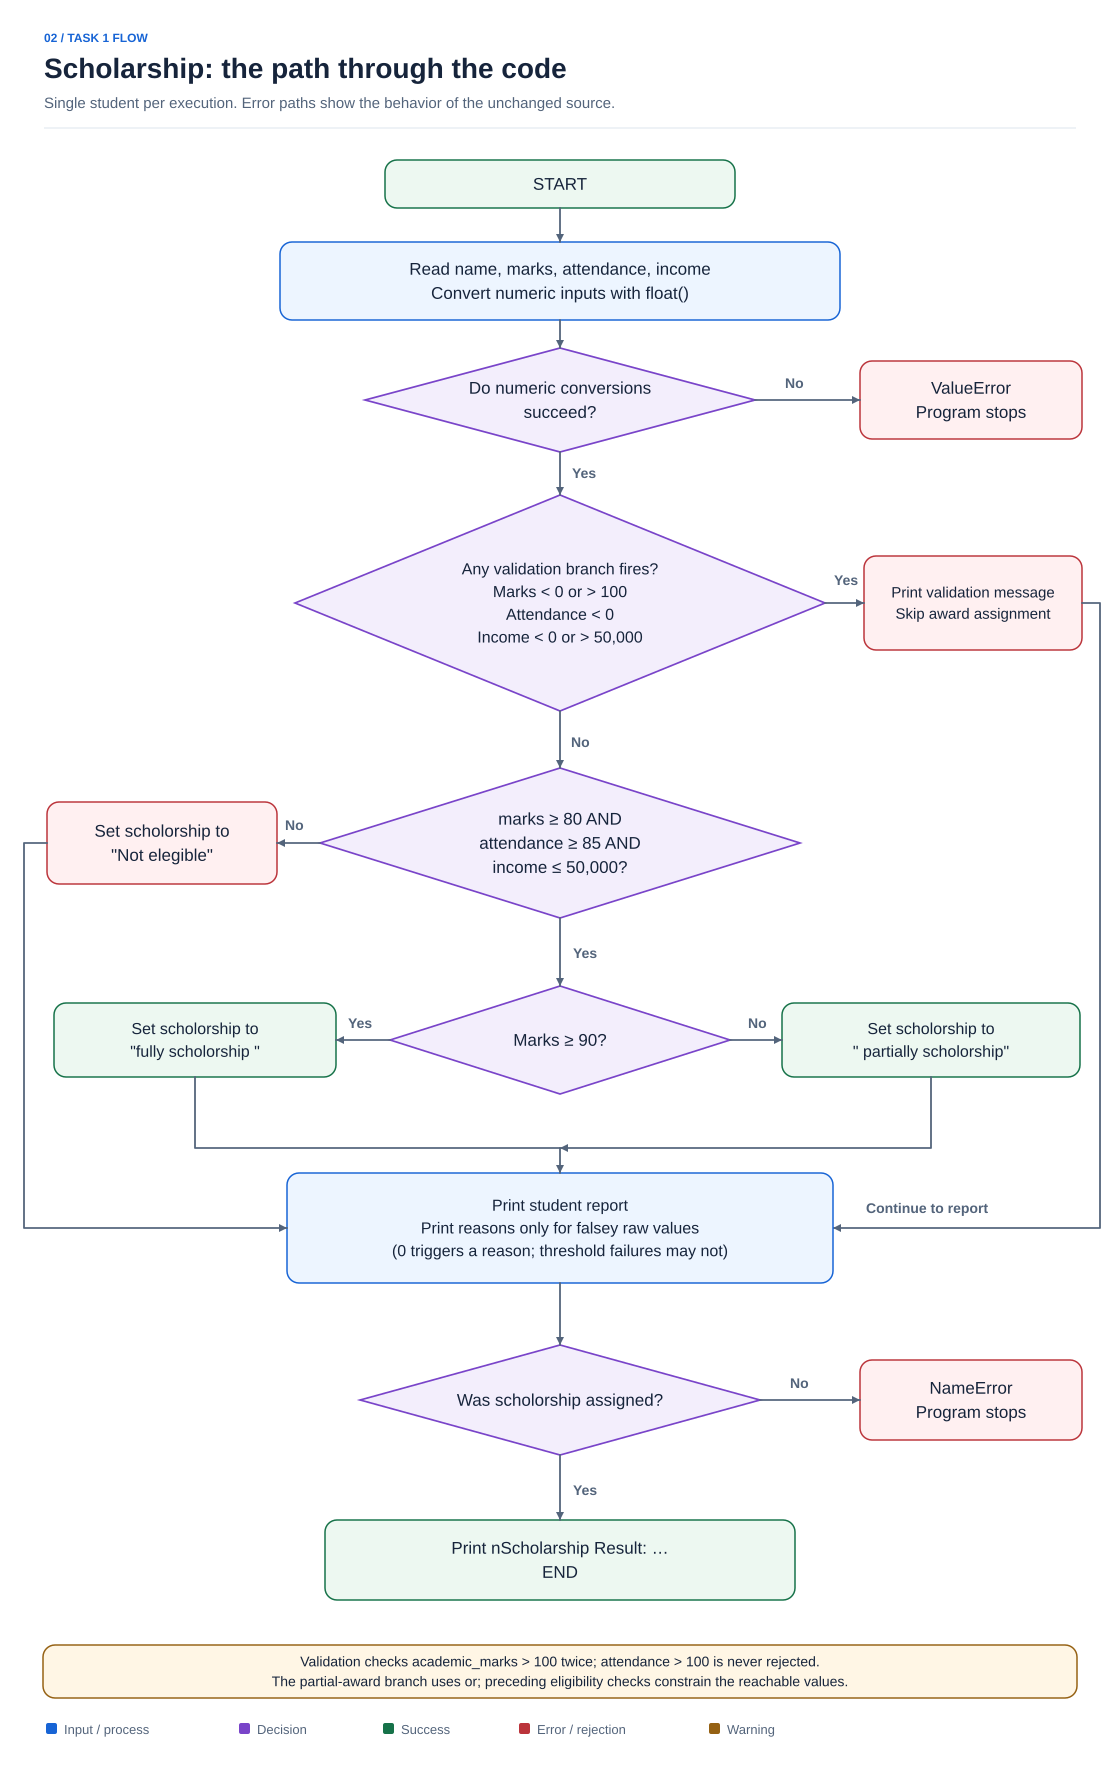 02 / TASK 1 FLOW
Scholarship: the path through the code
Single student per execution. Error paths show the behavior of the unchanged source.
START
Read name, marks, attendance, income
Convert numeric inputs with float()
Do numeric conversions
succeed?
No
ValueError
Program stops
Yes
Any validation branch fires?
Marks < 0 or > 100
Attendance < 0
Income < 0 or > 50,000
Yes
Print validation message
Skip award assignment
No
marks ≥ 80 AND
attendance ≥ 85 AND
income ≤ 50,000?
No
Set scholorship to
"Not elegible"
Yes
Marks ≥ 90?
Yes
Set scholorship to
"fully scholorship "
No
Set scholorship to
" partially scholorship"
Print student report
Print reasons only for falsey raw values
(0 triggers a reason; threshold failures may not)
Continue to report
Was scholorship assigned?
No
NameError
Program stops
Yes
Print nScholarship Result: …
END
Validation checks academic_marks > 100 twice; attendance > 100 is never rejected.
The partial-award branch uses or; preceding eligibility checks constrain the reachable values.
Input / process
Decision
Success
Error / rejection
Warning